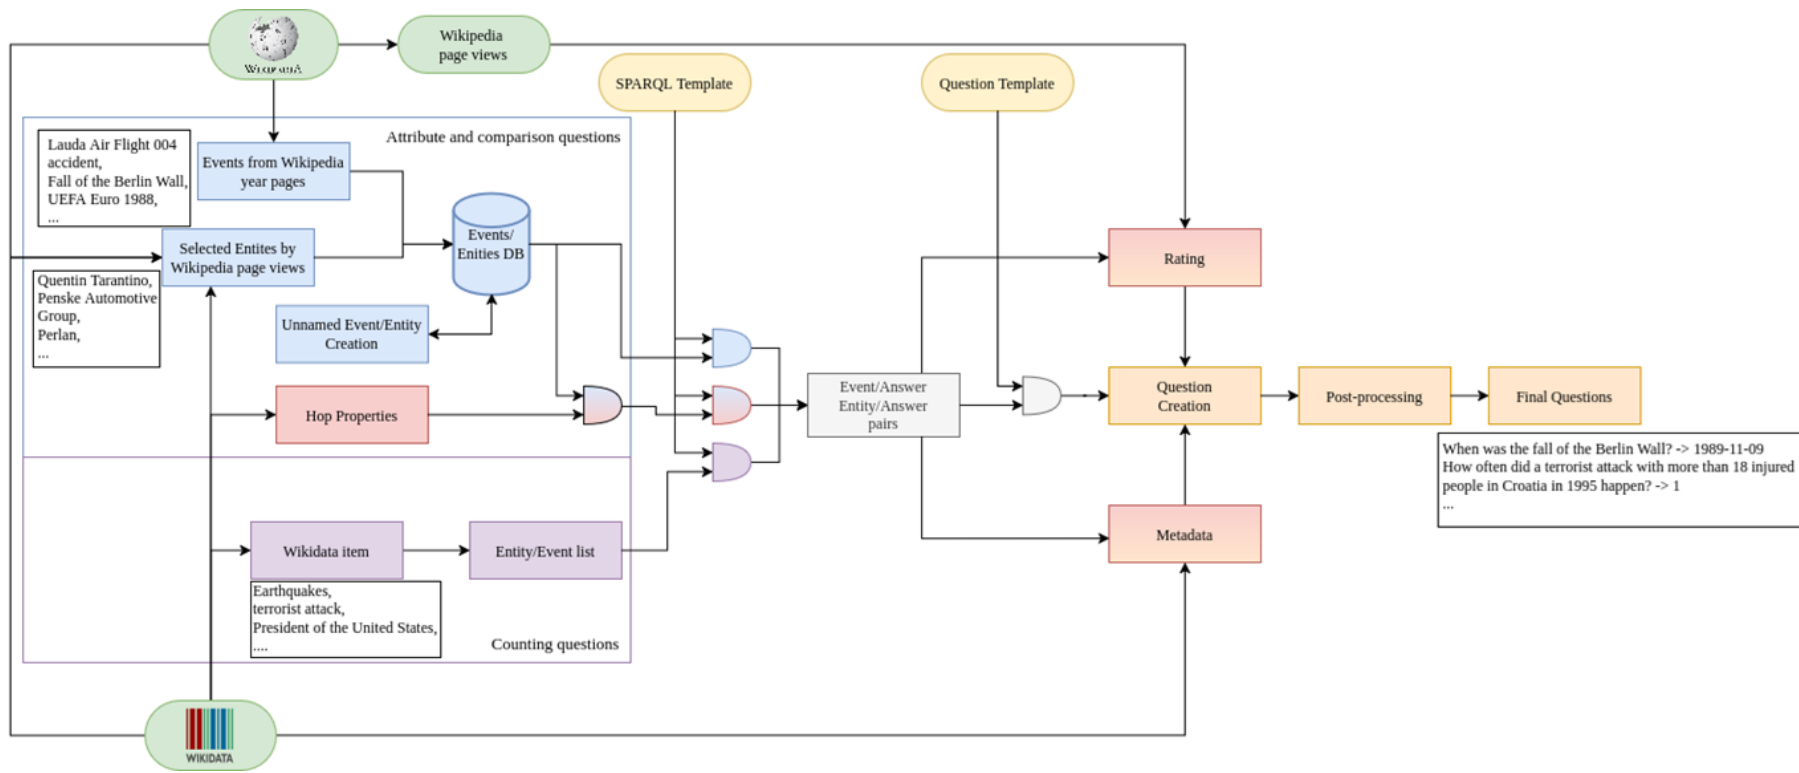 WIKIPEDIA
Wikipedia
page views
SPARQL Template
Question Template
Attribute and comparison questions
Lauda Air Flight 004
accident,
Fall of the Berlin Wall,
UEFA Euro 1988,
...
Events from Wikipedia
year pages
Selected Entites by
Wikipedia page views
Events/
Enities DB
Rating
Quentin Tarantino,
Penske Automotive
Group,
Perlan,
...
Unnamed Event/Entity
Creation
Hop Properties
Event/Answer
Entity/Answer
pairs
Question
Creation
Post-processing
Final Questions
When was the fall of the Berlin Wall? -> 1989-11-09
How often did a terrorist attack with more than 18 injured
people in Croatia in 1995 happen? -> 1
...
Wikidata item
Entity/Event list
Metadata
Earthquakes,
terrorist attack,
President of the United States,
....
Counting questions
WIKIDATA